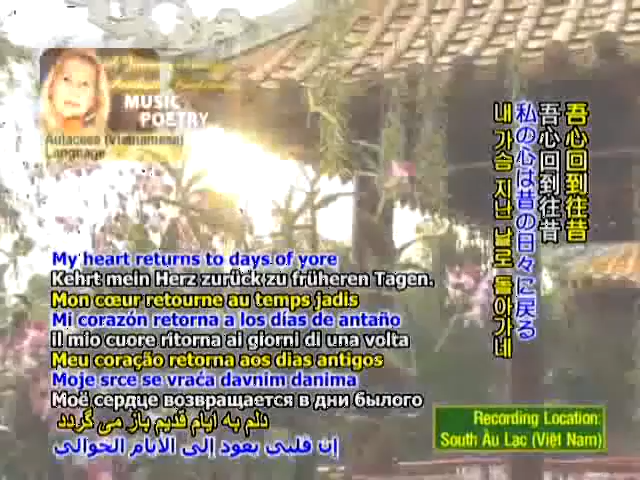 MUSIC
POETRY
Aulacese (Vietnamese)
Language
吾心回到往昔
吾心回到往昔
私の心は昔の日々に戻る
내 가슴 지난 날로 돌아가네
My heart returns to days of yore
Kehrt mein Herz zurück zu früheren Tagen.
Mon cœur retourne au temps jadis
Mi corazón retorna a los días de antaño
il mio cuore ritorna ai giorni di una volta
Meu coração retorna aos dias antigos
Moje srce se vraća davnim danima
Моё сердце возвращается в дни былого
دلم به ایام قدیم باز می گردد
إن قلبي يعود إلى الأيام الخوالي
Recording Location:
South Âu Lạc (Việt Nam)